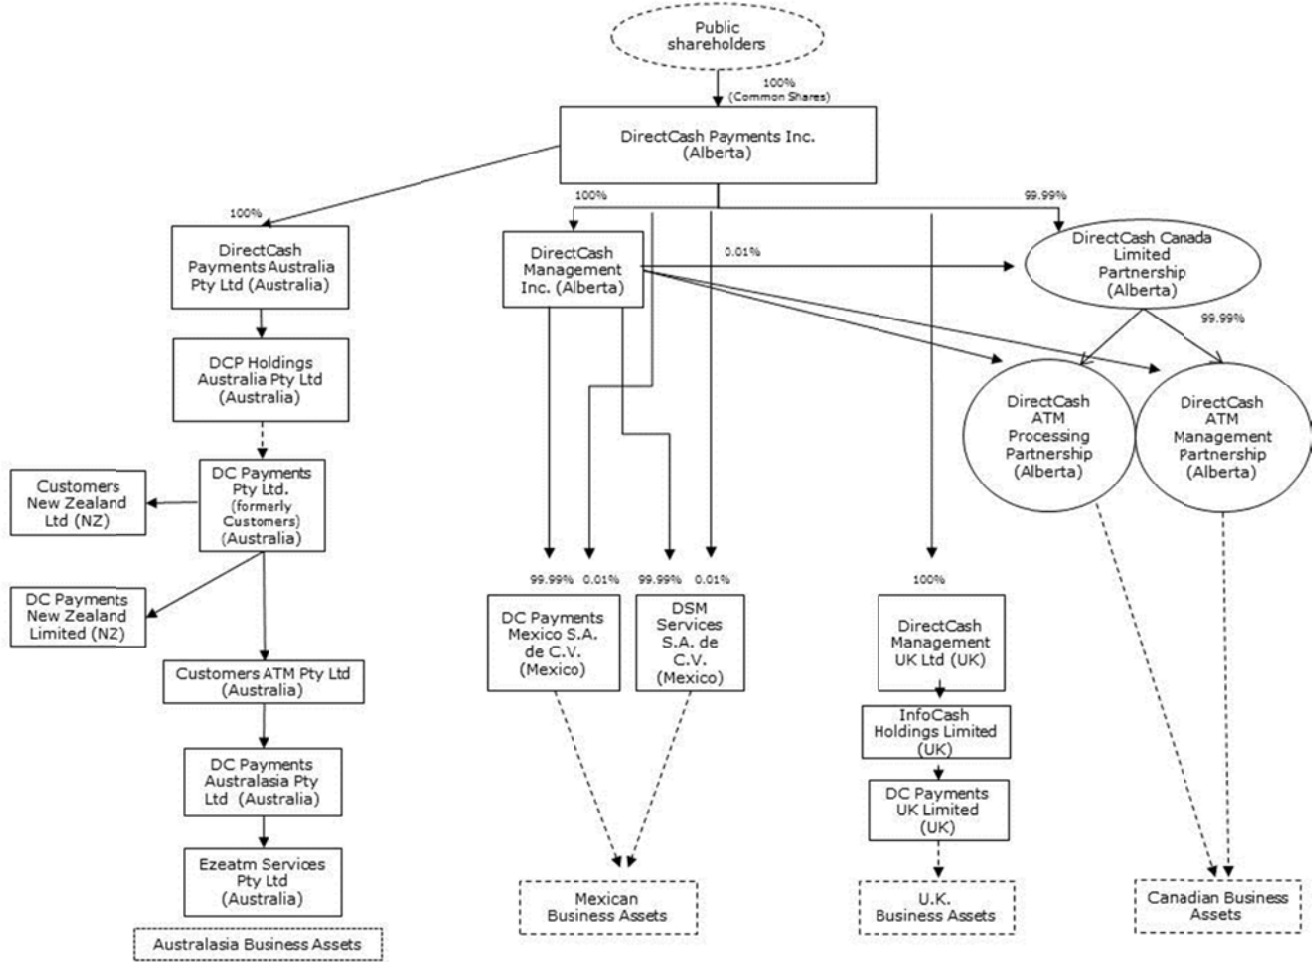 Public
shareholders
100%
(Common Shares)
DirectCash Payments Inc.
(Alberta)
100%
100%
99.99%
DirectCash
Payments Australia
Pty Ltd (Australia)
DirectCash
Management
Inc. (Alberta)
0.01%
DirectCash Canada
Limited
Partnership
(Alberta)
99.99%
DCP Holdings
Australia Pty Ltd
(Australia)
DirectCash
ATM
Processing
Partnership
(Alberta)
DirectCash
ATM
Management
Partnership
(Alberta)
Customers
New Zealand
Ltd (NZ)
DC Payments
Pty Ltd.
(formerly
Customers)
(Australia)
DC Payments
New Zealand
Limited (NZ)
99.99%
0.01%
99.99%
0.01%
100%
DC Payments
Mexico S.A.
de C.V.
(Mexico)
DSM
Services
S.A. de
C.V.
(Mexico)
DirectCash
Management
UK Ltd (UK)
Customers ATM Pty Ltd
(Australia)
InfoCash
Holdings Limited
(UK)
DC Payments
Australasia Pty
Ltd (Australia)
DC Payments
UK Limited
(UK)
Ezeatm Services
Pty Ltd
(Australia)
Mexican
Business Assets
U.K.
Business Assets
Canadian Business
Assets
Australasia Business Assets